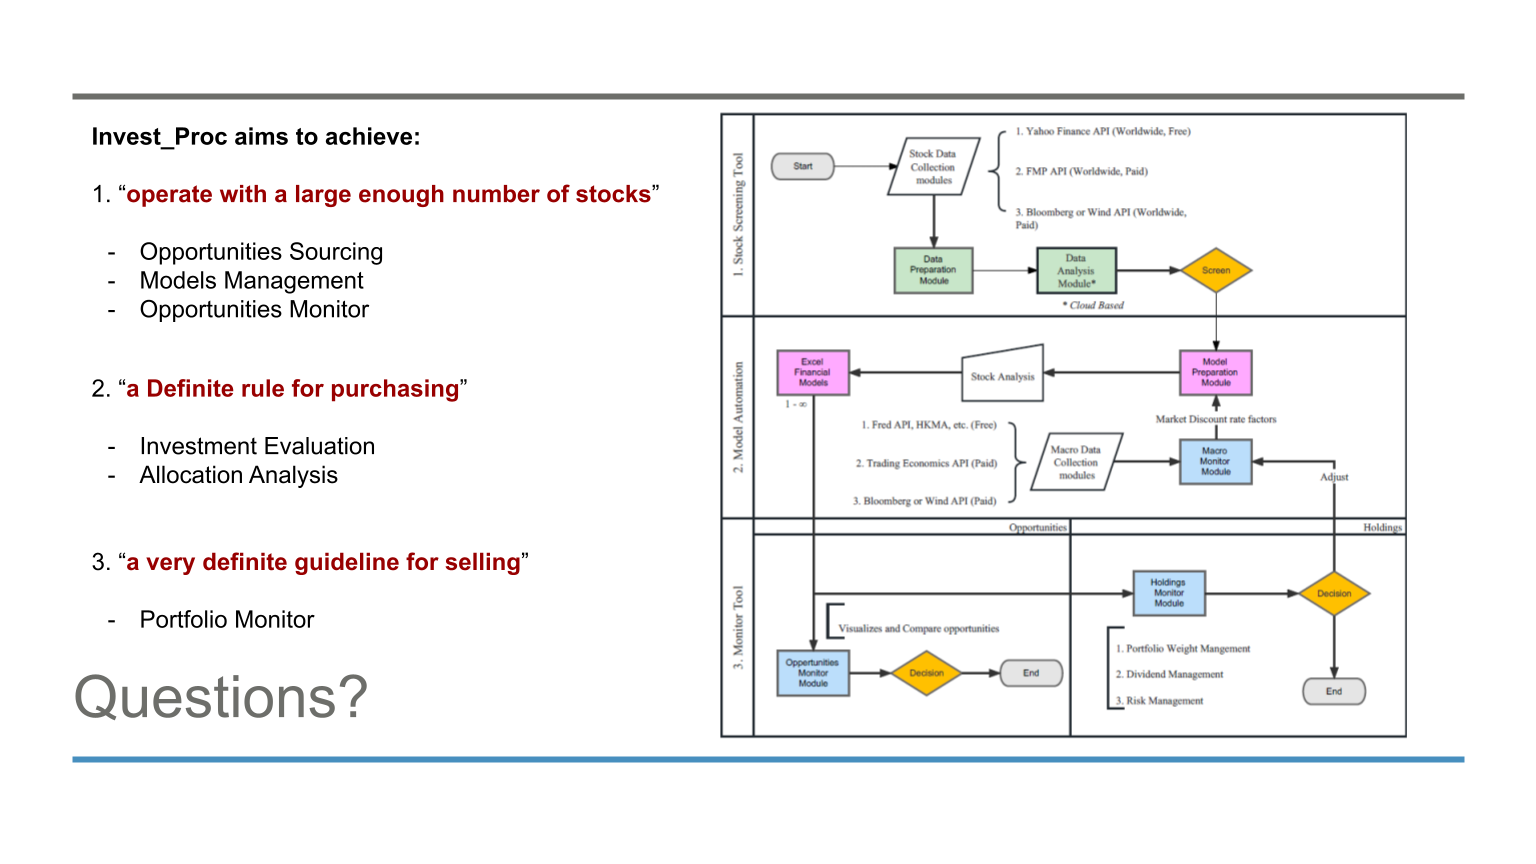 Invest_Proc aims to achieve:
1. “operate with a large enough number of stocks”
- Opportunities Sourcing
- Models Management
- Opportunities Monitor
2. “a Definite rule for purchasing”
- Investment Evaluation
- Allocation Analysis
3. “a very definite guideline for selling”
- Portfolio Monitor
Questions?
1. Stock Screening Tool
Start
Stock Data
Collection
modules
1. Yahoo Finance API (Worldwide, Free)
2. FMP API (Worldwide, Paid)
3. Bloomberg or Wind API (Worldwide,
Paid)
Data
Preparation
Module
Data
Analysis
Module*
Screen
* Cloud Based
2. Model Automation
Excel
Financial
Models
1 - ∞
Stock Analysis
Model
Preparation
Module
Market Discount rate factors
1. Fred API, HKMA, etc. (Free)
2. Trading Economics API (Paid)
3. Bloomberg or Wind API (Paid)
Macro Data
Collection
modules
Macro
Monitor
Module
Adjust
3. Monitor Tool
Opportunities
Holdings
Visualizes and Compare opportunities
Oppertunities
Monitor
Module
Decision
End
Holdings
Monitor
Module
Decision
1. Portfolio Weight Mangement
2. Dividend Management
3. Risk Management
End